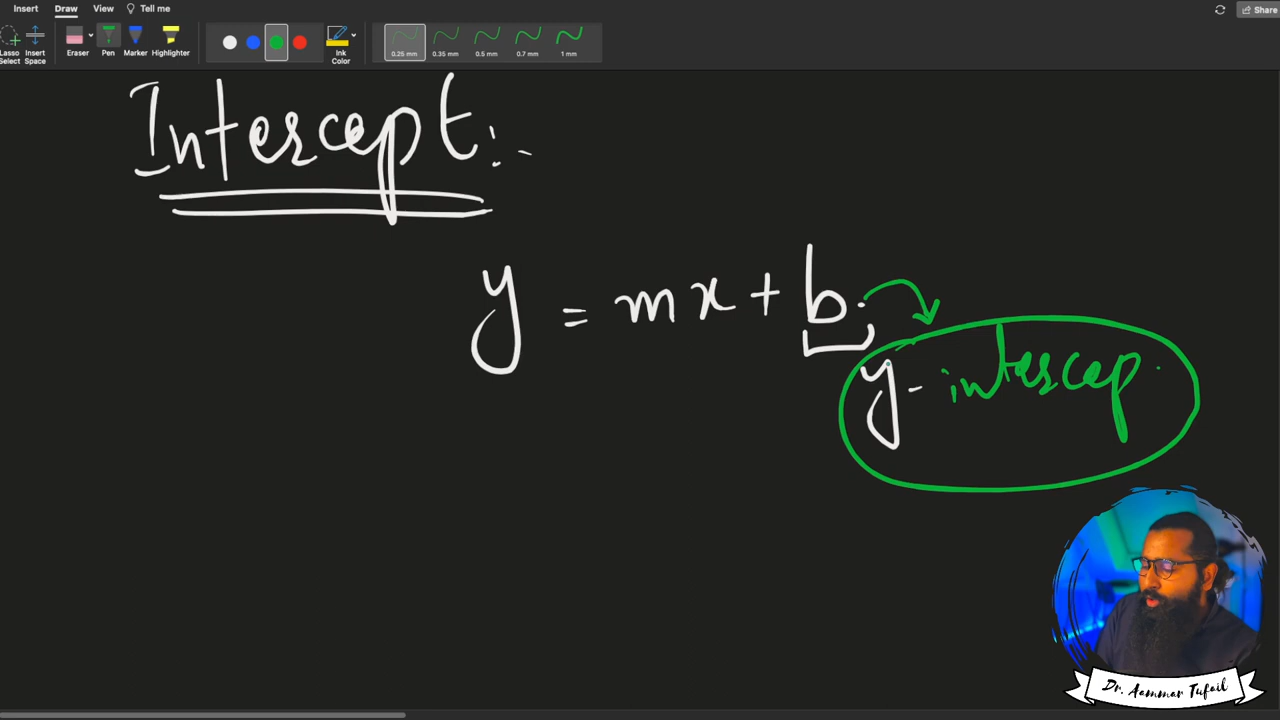 Insert Draw View Tell me
Share
Lasso Select
Insert Space
Eraser
Pen
Marker
Highlighter
Ink Color
0.25 mm
0.35 mm
0.5 mm
0.7 mm
1 mm
Intercept:-
y = mx + b.
y - intercep
Dr. Aammar Tufail